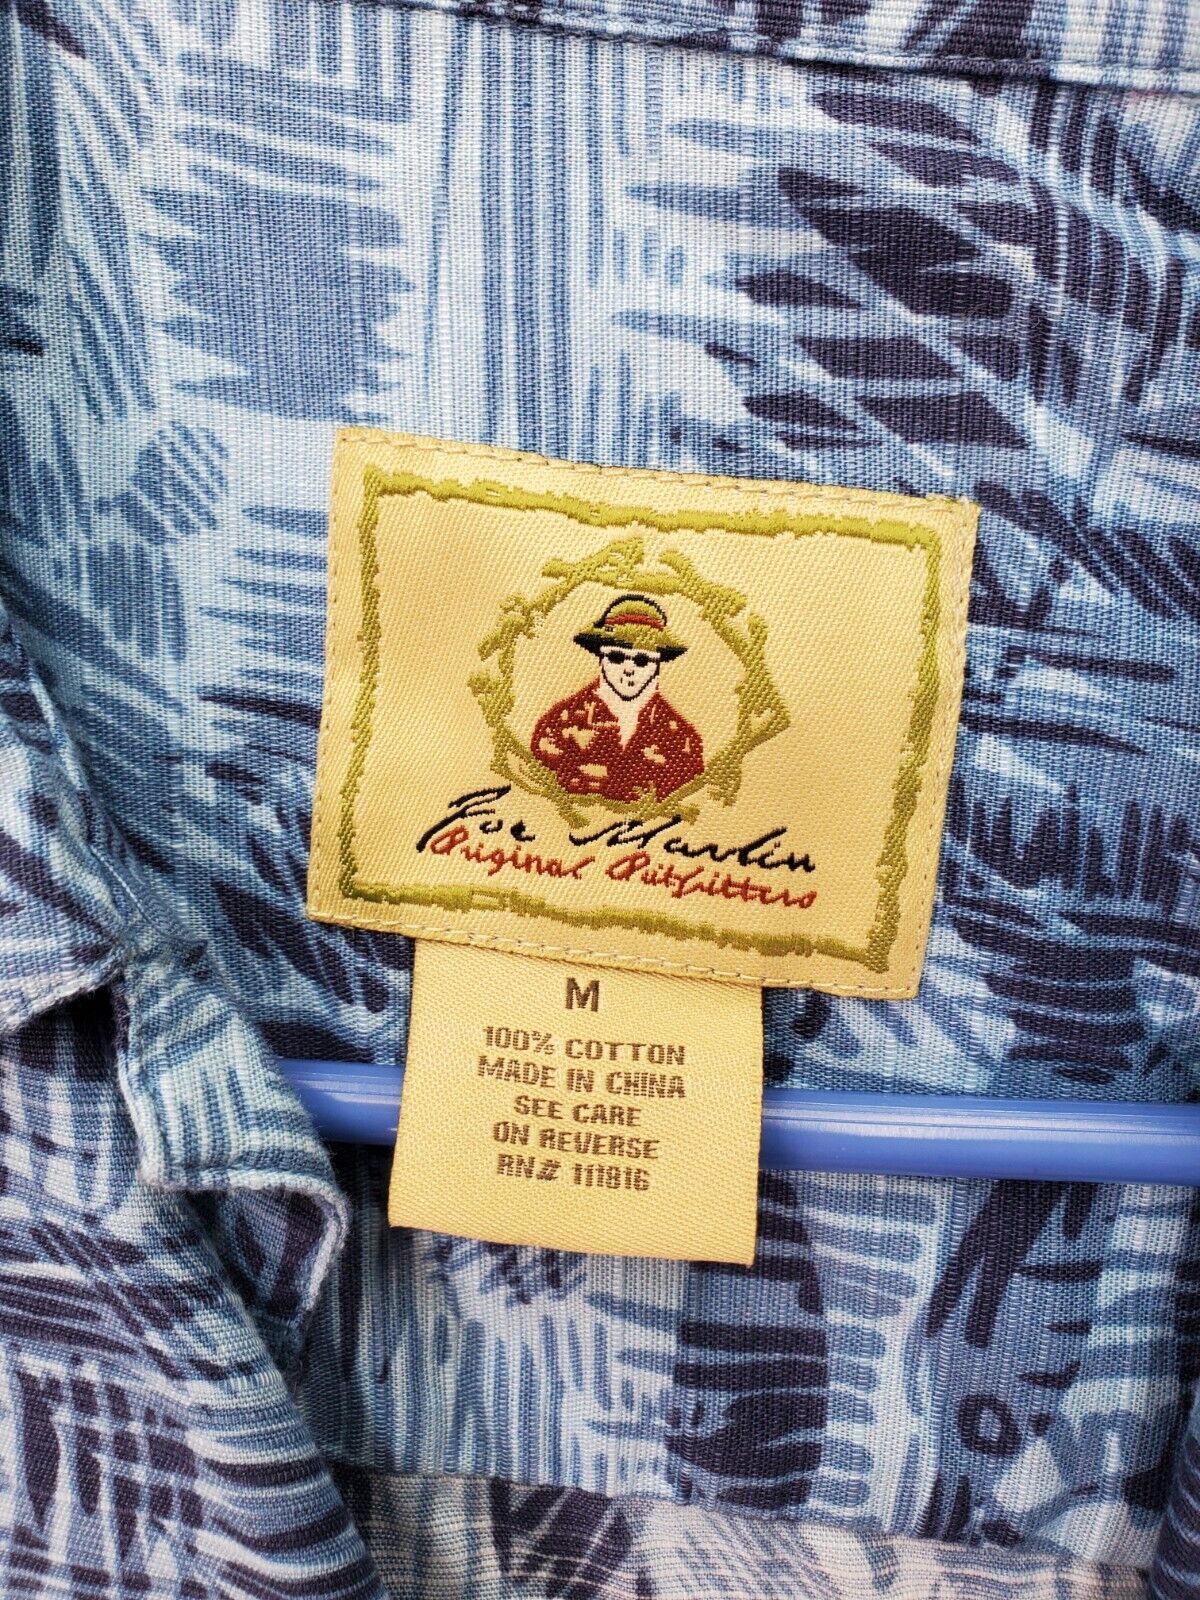 Joe Marlin
Original Outfitters
M
100% COTTON
MADE IN CHINA
SEE CARE
ON REVERSE
RN# 111816